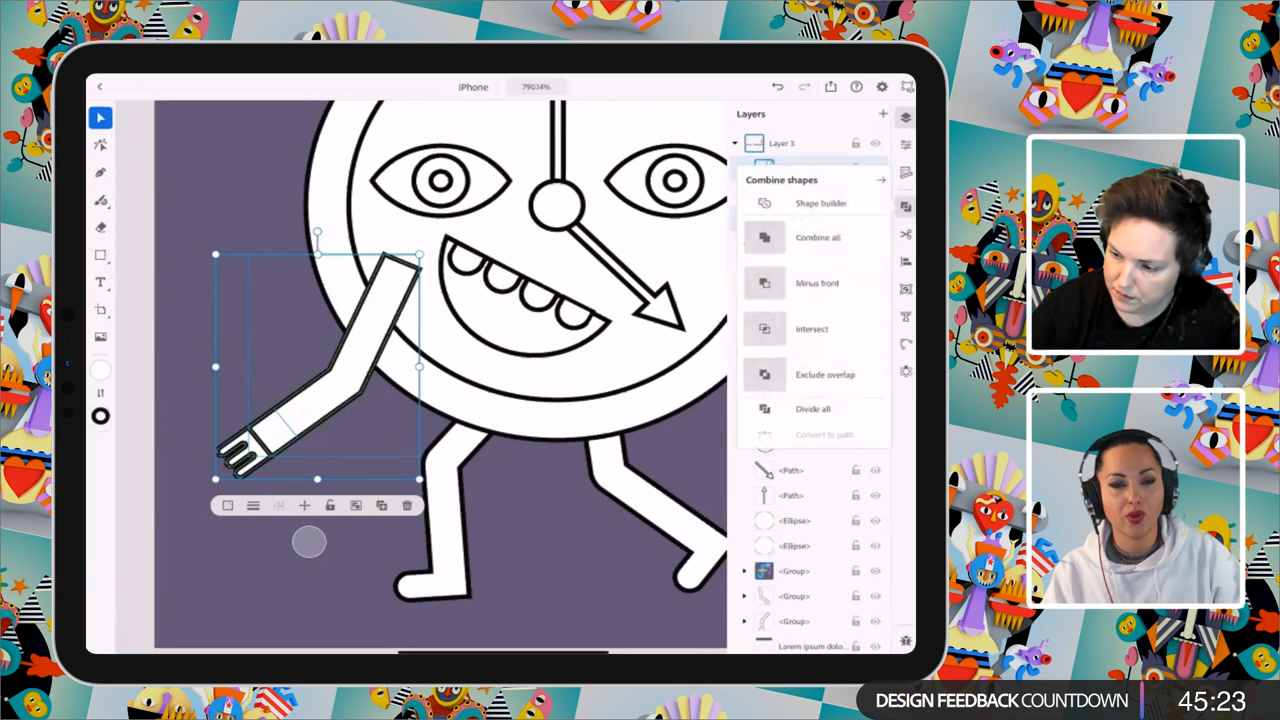 iPhone
790.14%
Layers
Layer 3
Combine shapes
Shape builder
Combine all
Minus front
Intersect
Exclude overlap
Divide all
Convert to path
<Path>
<Path>
<Ellipse>
<Ellipse>
<Group>
<Group>
<Group>
Lorem ipsum dolo...
DESIGN FEEDBACK COUNTDOWN
45:23